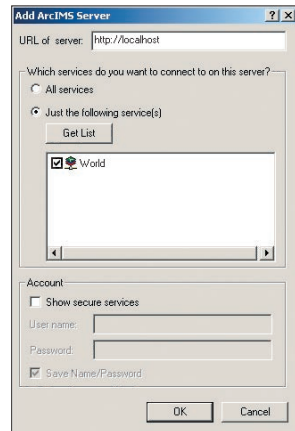 Add ArcIMS Server
URL of server: http://localhost
Which services do you want to connect to on this server?
All services
Just the following service(s)
Get List
World
Account
Show secure services
User name:
Password:
Save Name/Password
OK Cancel